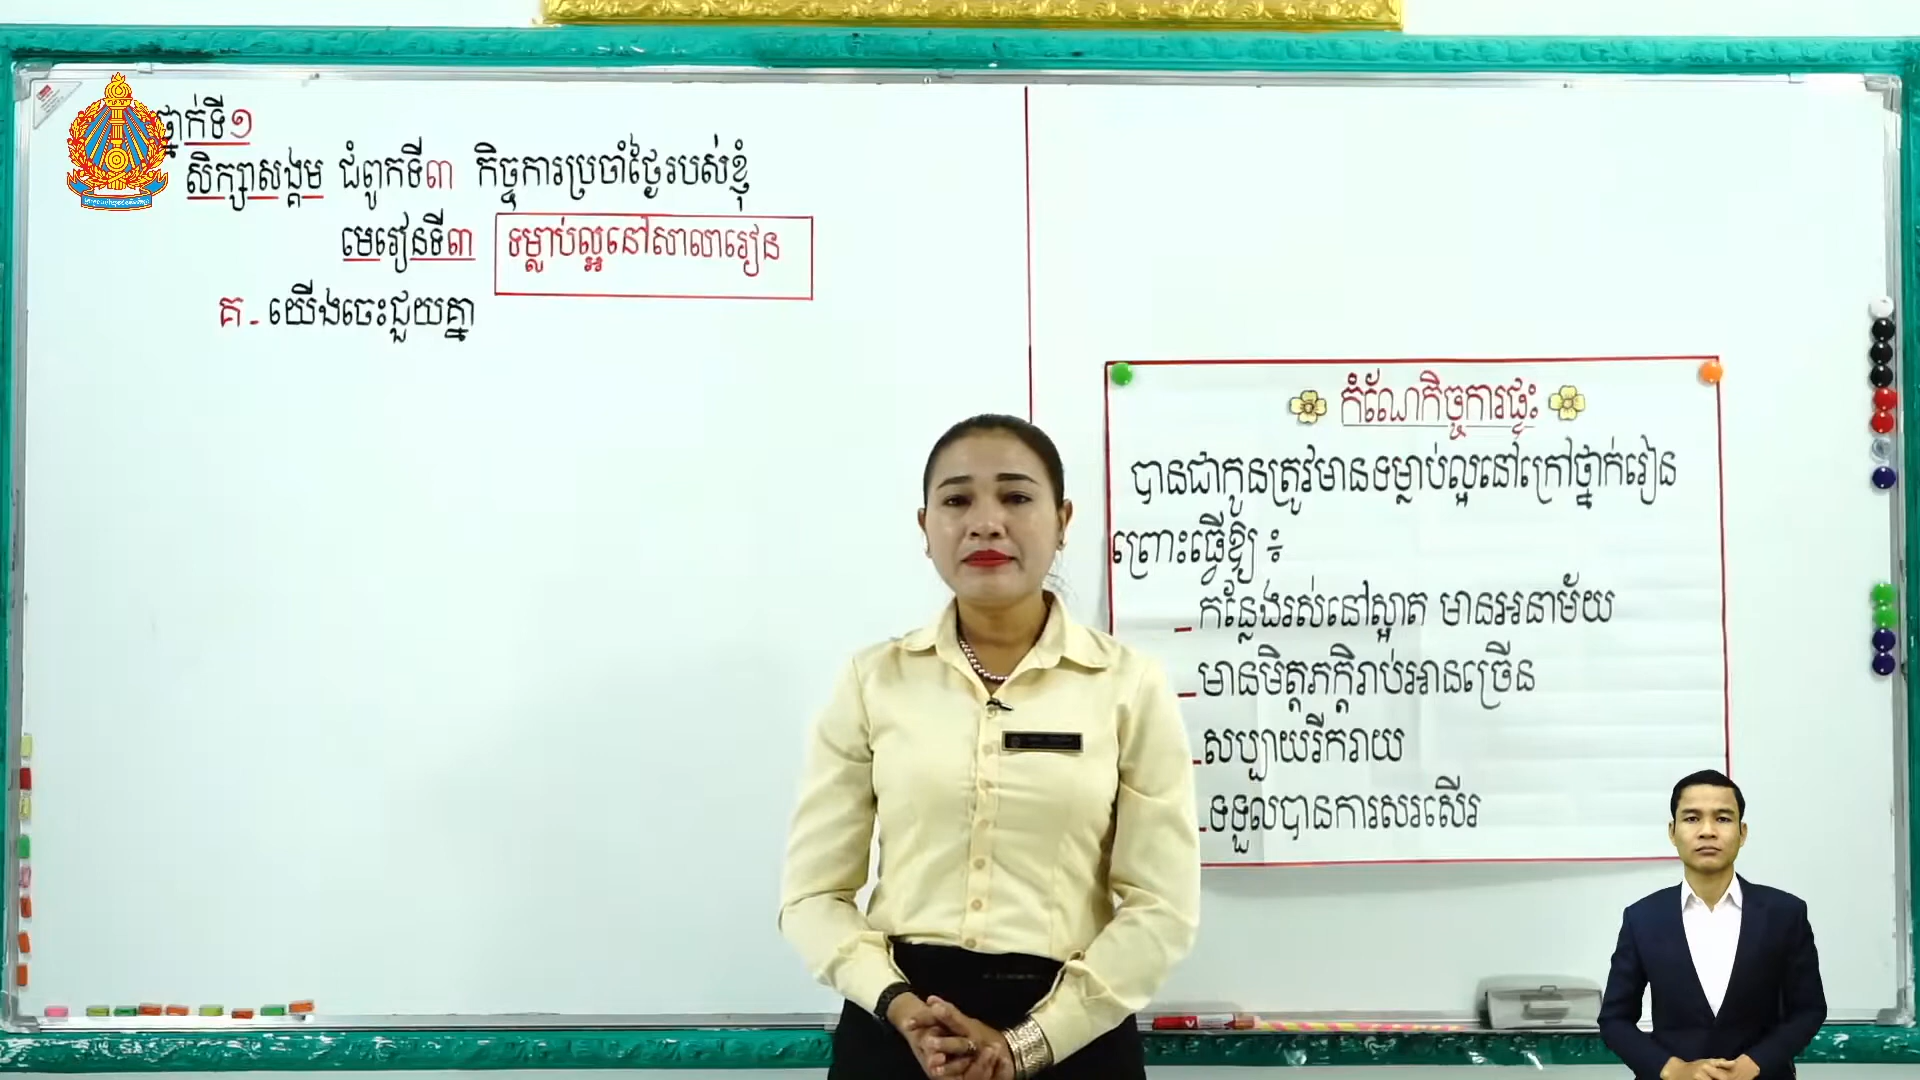 ថ្នាក់ទី១
សិក្សាសង្គម ជំពូកទី៣ កិច្ចការប្រចាំថ្ងៃរបស់ខ្ញុំ
មេរៀនទី៣ ទម្លាប់ល្អនៅសាលារៀន
គ- យើងចេះជួយគ្នា
កំណែកិច្ចការផ្ទះ
បានជាកូនត្រូវមានទម្លាប់ល្អនៅក្រៅថ្នាក់រៀន
ព្រោះធ្វើឱ្យ ៖
- កន្លែងរស់នៅស្អាត មានអនាម័យ
- មានមិត្តភក្តិរាប់អានច្រើន
- សប្បាយរីករាយ
- ទទួលបានការសរសើរ